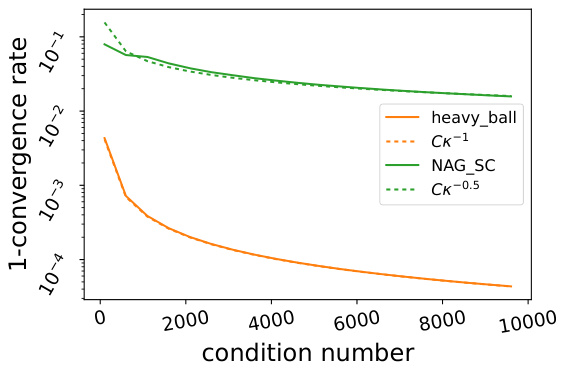 1-convergence rate
10⁻¹
10⁻²
10⁻³
10⁻⁴
heavy_ball
Cκ⁻¹
NAG_SC
Cκ⁻⁰·⁵
0
2000
4000
6000
8000
10000
condition number